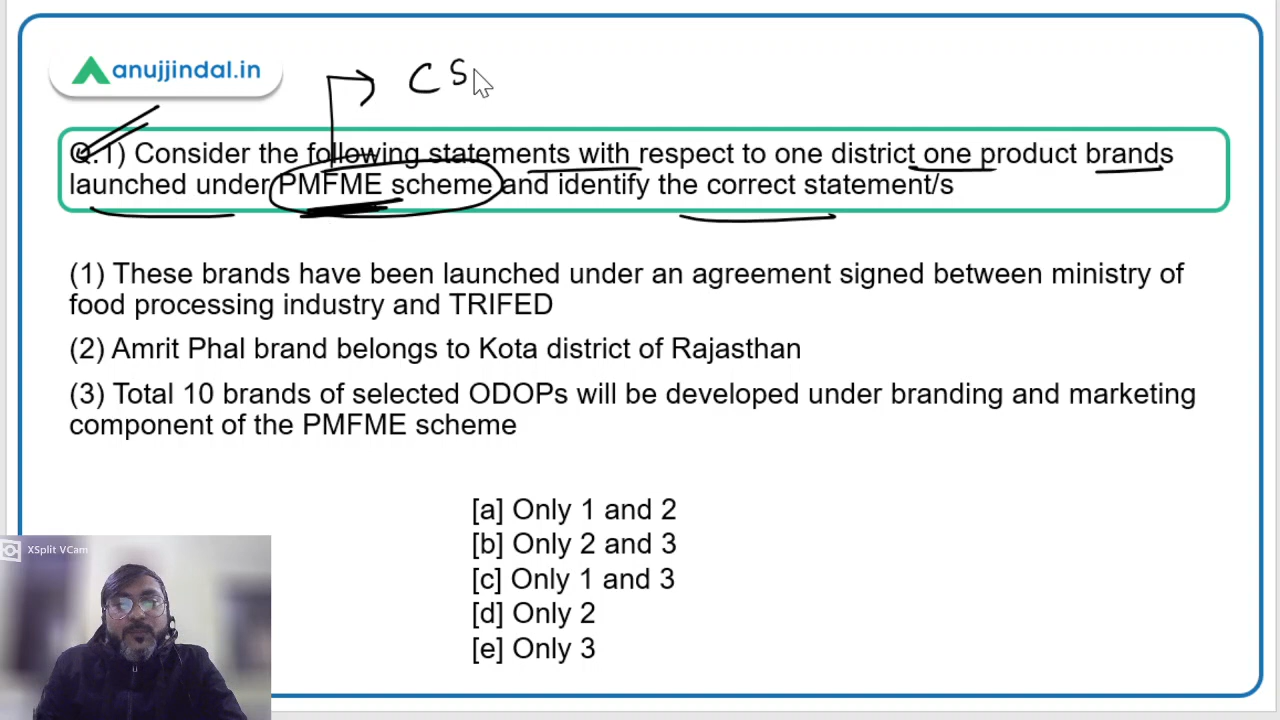 anujjindal.in
CS
Q.1) Consider the following statements with respect to one district one product brands
launched under PMFME scheme and identify the correct statement/s
(1) These brands have been launched under an agreement signed between ministry of
food processing industry and TRIFED
(2) Amrit Phal brand belongs to Kota district of Rajasthan
(3) Total 10 brands of selected ODOPs will be developed under branding and marketing
component of the PMFME scheme
[a] Only 1 and 2
[b] Only 2 and 3
[c] Only 1 and 3
[d] Only 2
[e] Only 3
XSplit VCam